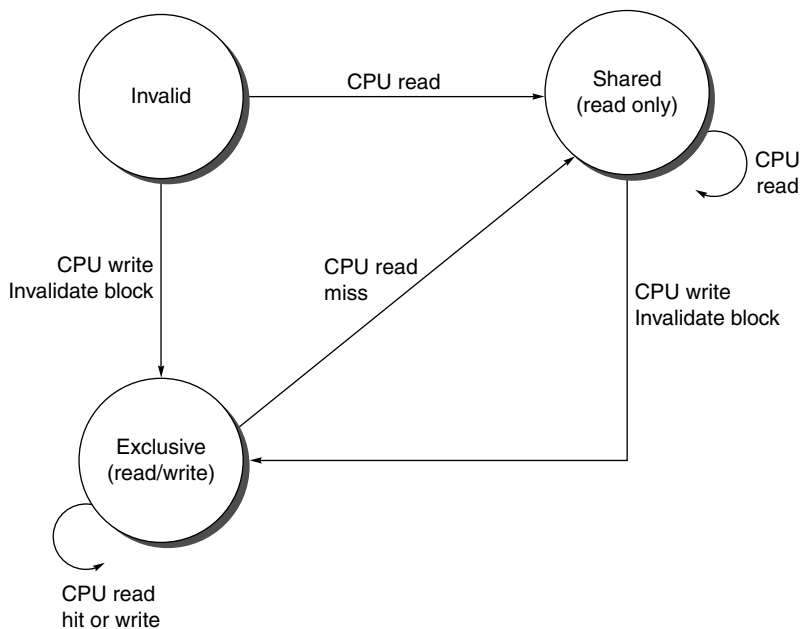 Invalid
CPU read
Shared
(read only)
CPU
read
CPU write
Invalidate block
CPU read
miss
CPU write
Invalidate block
Exclusive
(read/write)
CPU read
hit or write